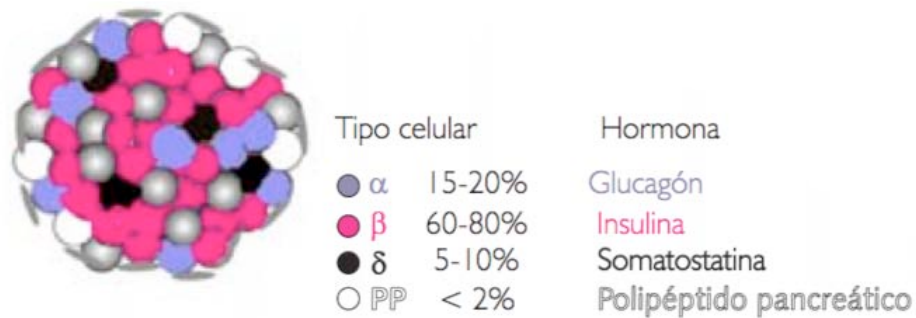 Tipo celular Hormona
α 15-20% Glucagón
β 60-80% Insulina
δ 5-10% Somatostatina
PP < 2% Polipéptido pancreático